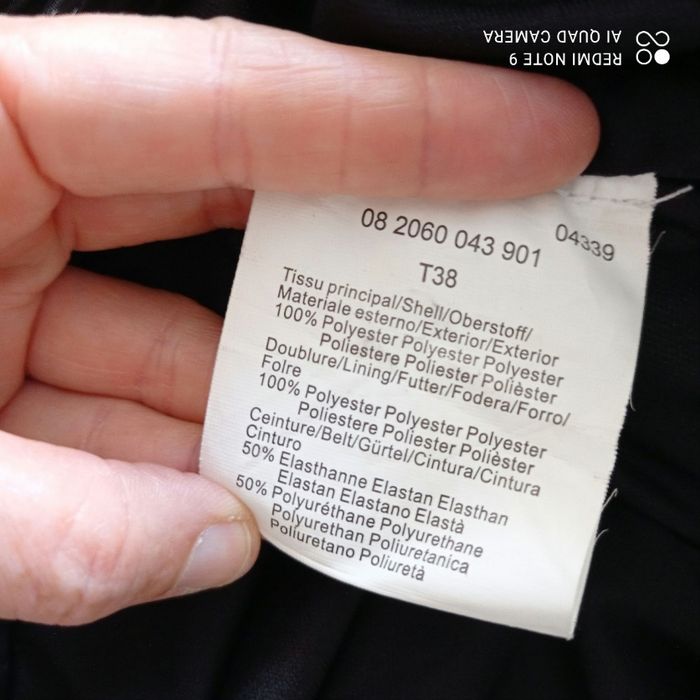 08 2060 043 901 04339
T38
Tissu principal/Shell/Oberstoff/
Materiale esterno/Exterior/Exterior
100% Polyester Polyester Polyester
Poliestere Poliester Polièster
Doublure/Lining/Futter/Fodera/Forro/
Folre
100% Polyester Polyester Polyester
Poliestere Poliester Polièster
Ceinture/Belt/Gürtel/Cintura/Cintura
Cinturo
50% Elasthanne Elastan Elasthan
Elastan Elastano Elastà
50% Polyuréthane Polyurethane
Polyurethan Poliuretanica
Poliuretano Poliuretà
REDMI NOTE 9
AI QUAD CAMERA